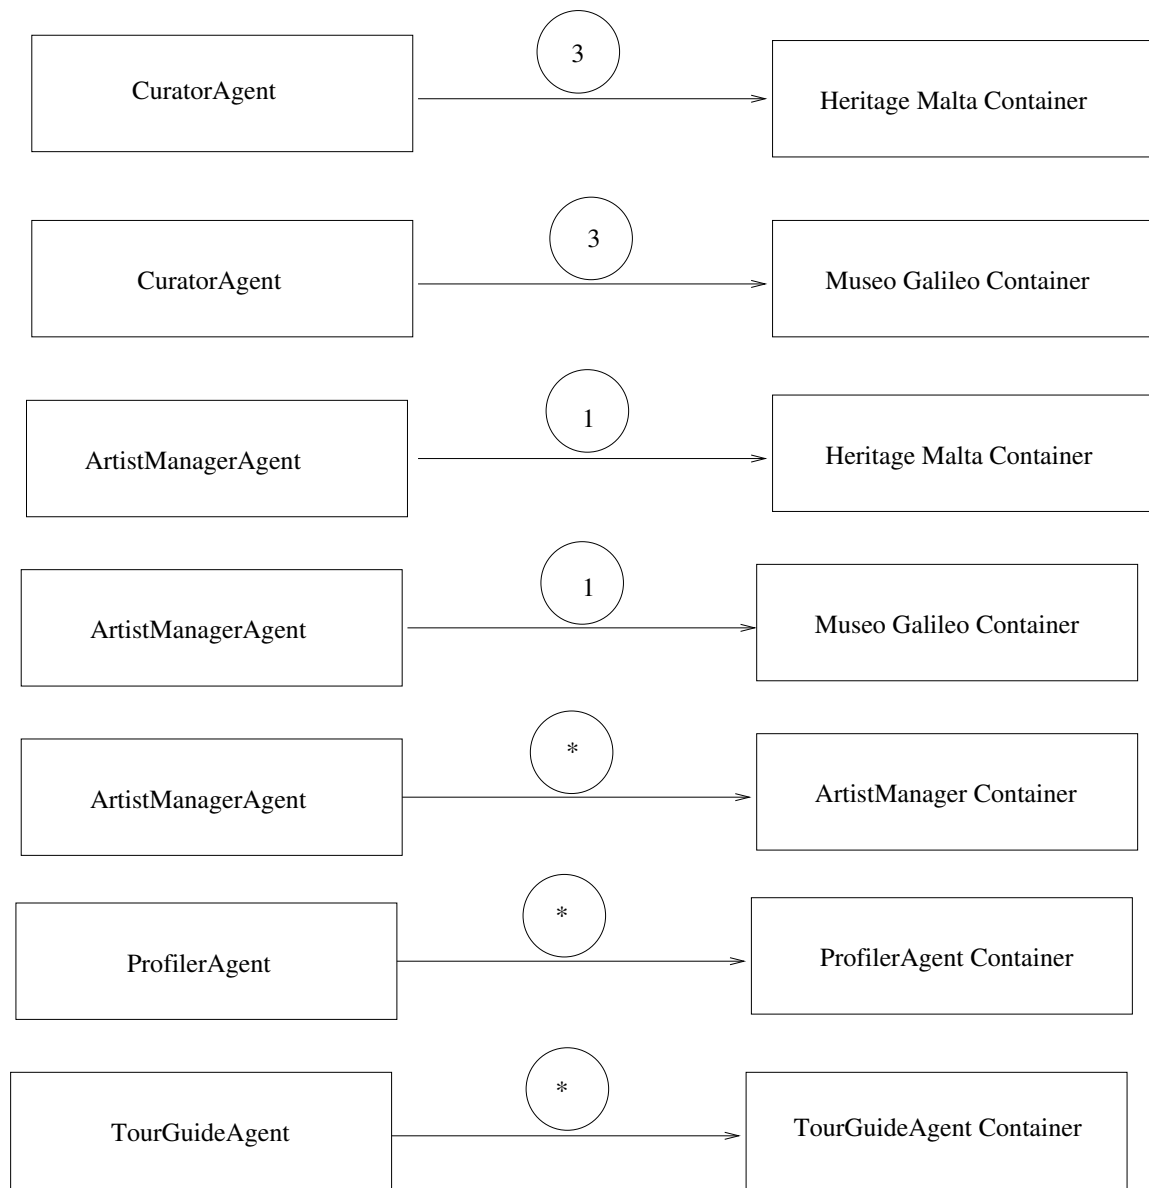 3
CuratorAgent
Heritage Malta Container
3
CuratorAgent
Museo Galileo Container
1
ArtistManagerAgent
Heritage Malta Container
1
ArtistManagerAgent
Museo Galileo Container
*
ArtistManagerAgent
ArtistManager Container
*
ProfilerAgent
ProfilerAgent Container
*
TourGuideAgent
TourGuideAgent Container